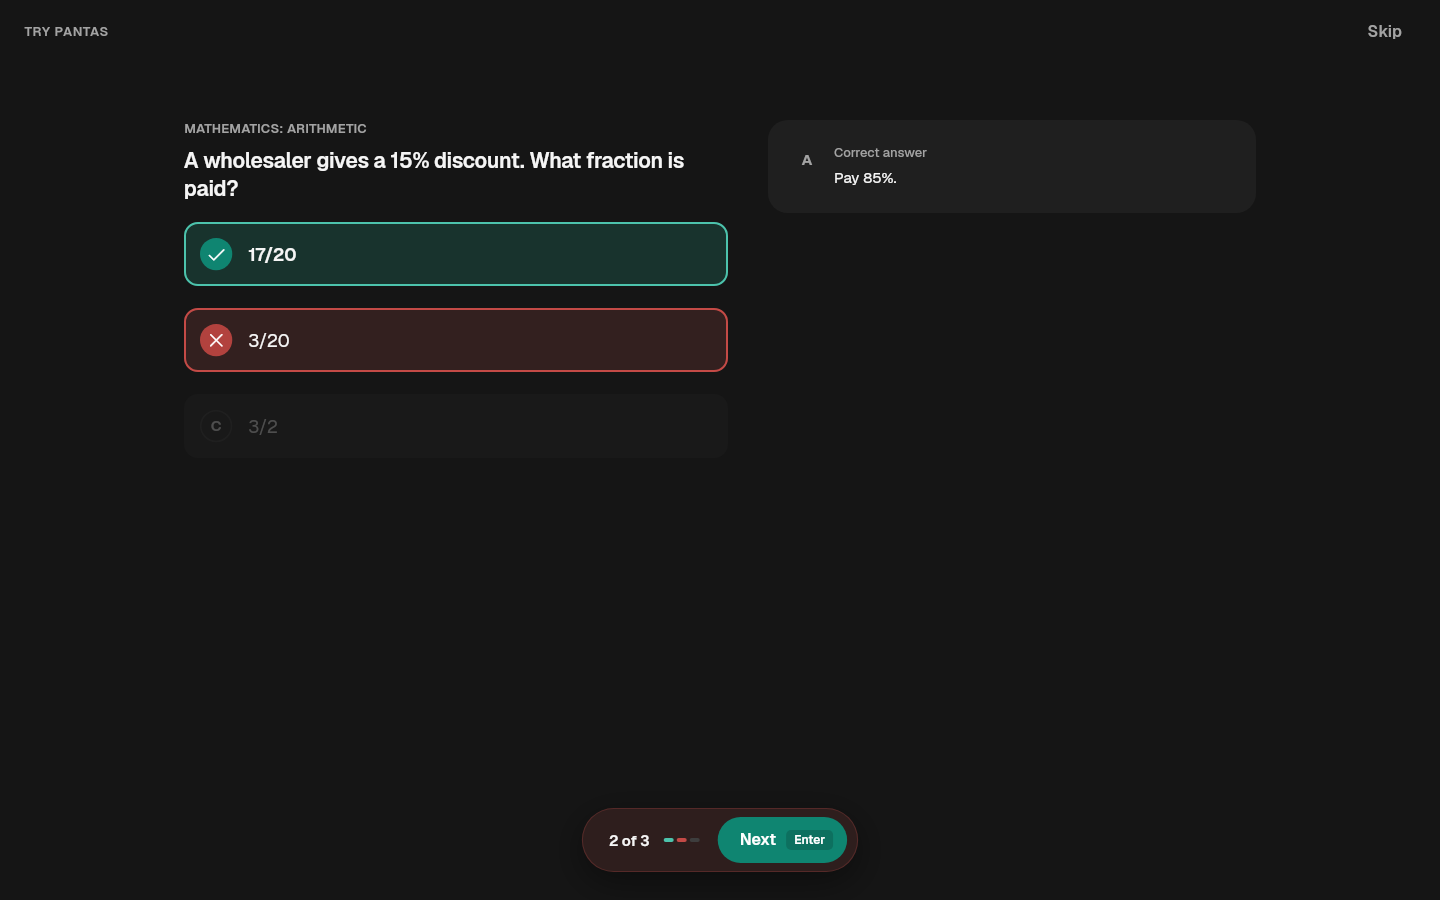 TRY PANTAS
Skip
MATHEMATICS: ARITHMETIC
A wholesaler gives a 15% discount. What fraction is
paid?
17/20
3/20
C 3/2
A
Correct answer
Pay 85%.
2 of 3
Next Enter